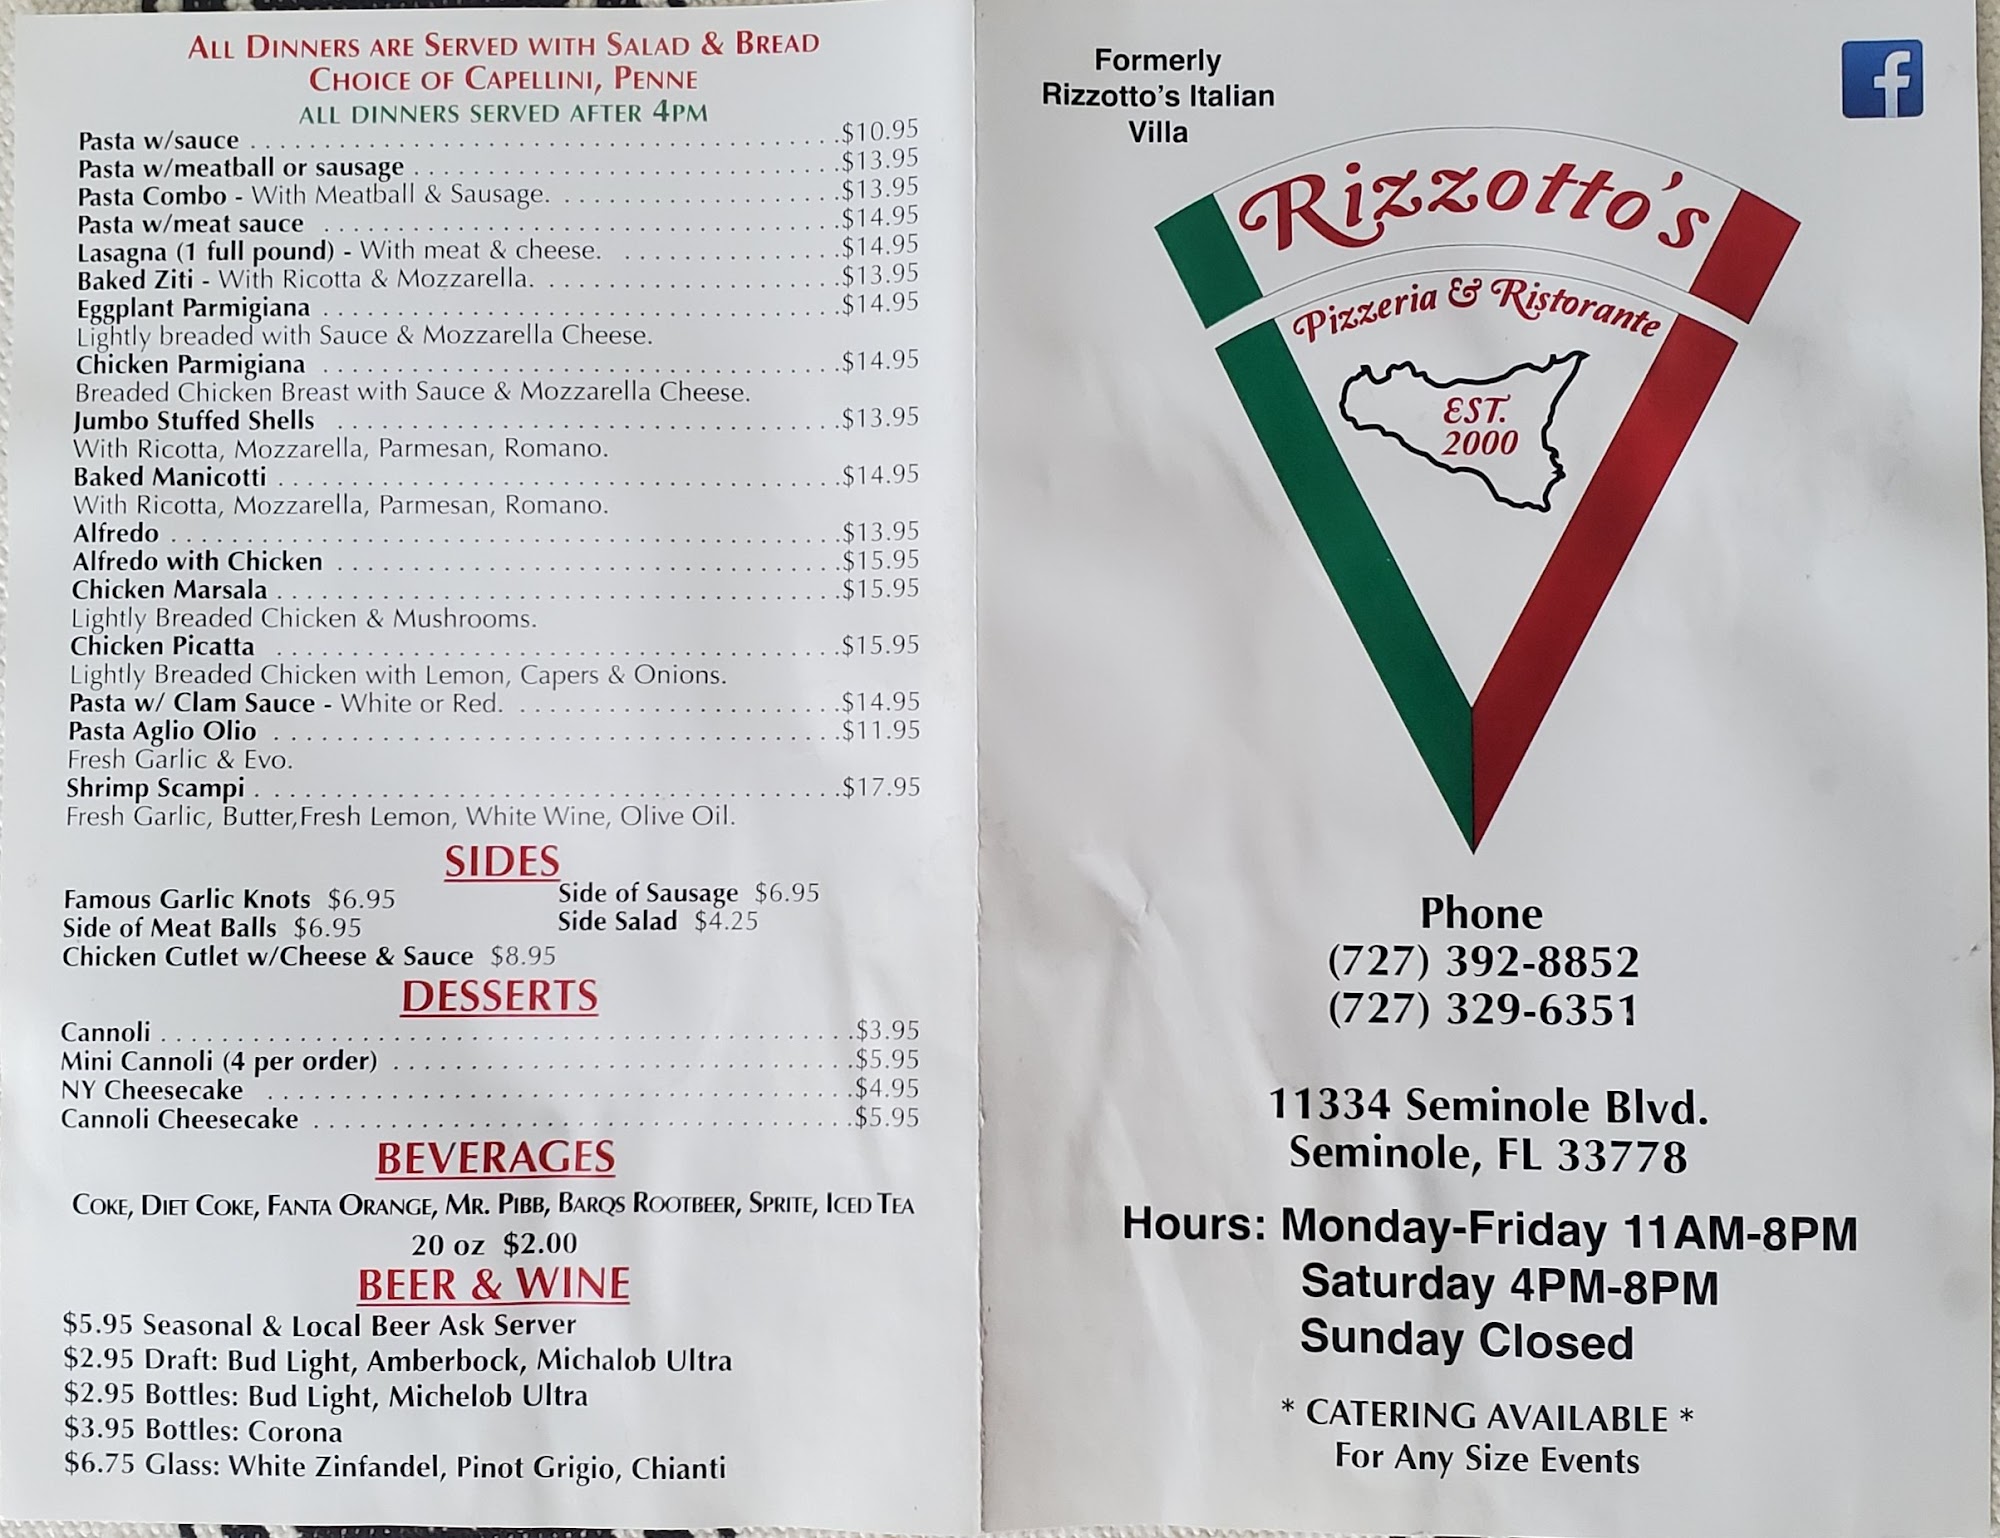 ALL DINNERS ARE SERVED WITH SALAD & BREAD
CHOICE OF CAPELLINI, PENNE
ALL DINNERS SERVED AFTER 4PM
Pasta w/sauce $10.95
Pasta w/meatball or sausage $13.95
Pasta Combo - With Meatball & Sausage. $13.95
Pasta w/meat sauce $14.95
Lasagna (1 full pound) - With meat & cheese. $14.95
Baked Ziti - With Ricotta & Mozzarella. $13.95
Eggplant Parmigiana $14.95
Lightly breaded with Sauce & Mozzarella Cheese.
Chicken Parmigiana $14.95
Breaded Chicken Breast with Sauce & Mozzarella Cheese.
Jumbo Stuffed Shells $13.95
With Ricotta, Mozzarella, Parmesan, Romano.
Baked Manicotti $14.95
With Ricotta, Mozzarella, Parmesan, Romano.
Alfredo $13.95
Alfredo with Chicken $15.95
Chicken Marsala $15.95
Lightly Breaded Chicken & Mushrooms.
Chicken Picatta $15.95
Lightly Breaded Chicken with Lemon, Capers & Onions.
Pasta w/ Clam Sauce - White or Red. $14.95
Pasta Aglio Olio $11.95
Fresh Garlic & Evo.
Shrimp Scampi $17.95
Fresh Garlic, Butter,Fresh Lemon, White Wine, Olive Oil.
SIDES
Famous Garlic Knots $6.95
Side of Sausage $6.95
Side of Meat Balls $6.95
Side Salad $4.25
Chicken Cutlet w/Cheese & Sauce $8.95
DESSERTS
Cannoli $3.95
Mini Cannoli (4 per order) $5.95
NY Cheesecake $4.95
Cannoli Cheesecake $5.95
BEVERAGES
COKE, DIET COKE, FANTA ORANGE, MR. PIBB, BARQS ROOTBEER, SPRITE, ICED TEA
20 oz $2.00
BEER & WINE
$5.95 Seasonal & Local Beer Ask Server
$2.95 Draft: Bud Light, Amberbock, Michalob Ultra
$2.95 Bottles: Bud Light, Michelob Ultra
$3.95 Bottles: Corona
$6.75 Glass: White Zinfandel, Pinot Grigio, Chianti
Formerly
Rizzotto's Italian
Villa
f
Rizzotto's
Pizzeria & Ristorante
EST.
2000
Phone
(727) 392-8852
(727) 329-6351
11334 Seminole Blvd.
Seminole, FL 33778
Hours: Monday-Friday 11AM-8PM
Saturday 4PM-8PM
Sunday Closed
* CATERING AVAILABLE *
For Any Size Events